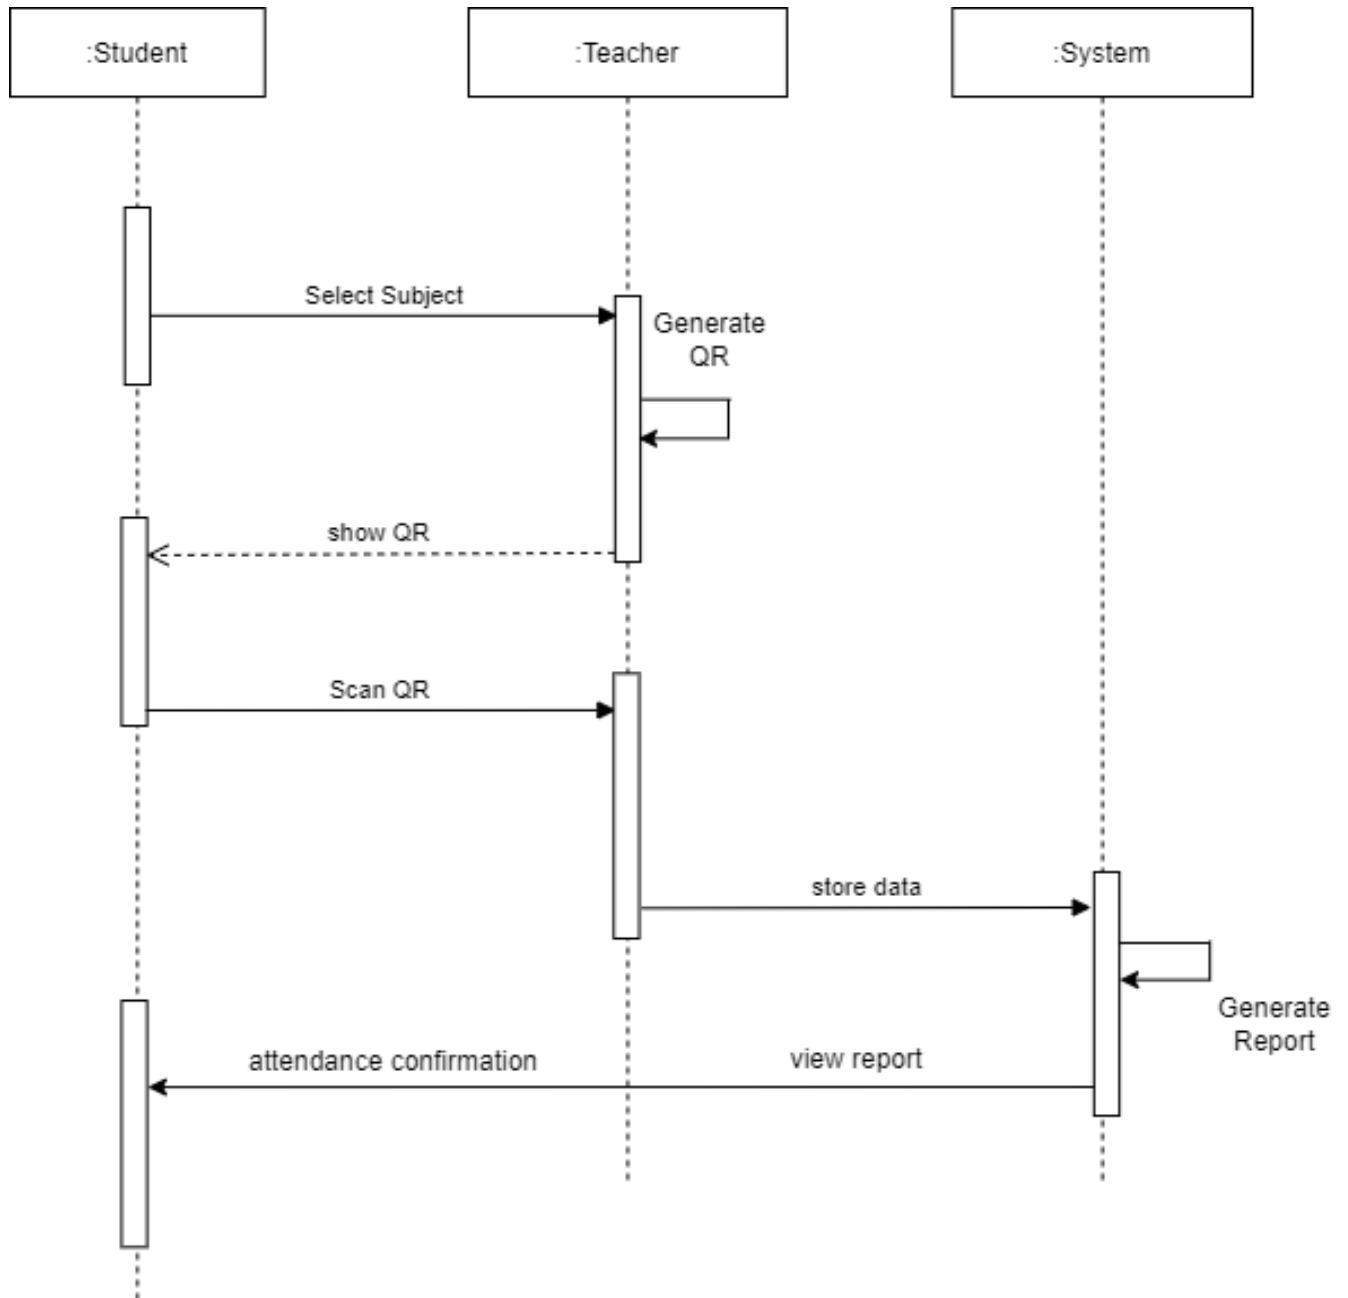 :Student
:Teacher
:System
Select Subject
Generate
QR
show QR
Scan QR
store data
Generate
Report
attendance confirmation
view report